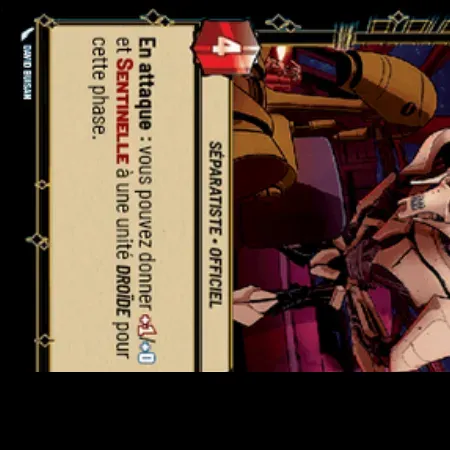 4
SÉPARATISTE • OFFICIEL
En attaque : vous pouvez donner +1/+0
et SENTINELLE à une unité DROÏDE pour
cette phase.
DAVID BUISAN